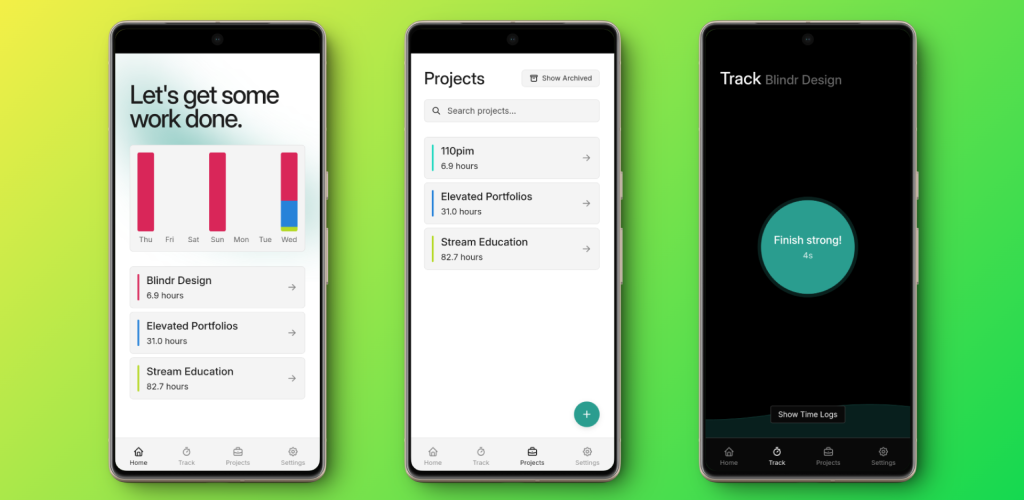 Let's get some
work done.
Thu Fri Sat Sun Mon Tue Wed
Blindr Design
6.9 hours
Elevated Portfolios
31.0 hours
Stream Education
82.7 hours
Home Track Projects Settings
Projects
Show Archived
Search projects...
110pim
6.9 hours
Elevated Portfolios
31.0 hours
Stream Education
82.7 hours
Home Track Projects Settings
Track Blindr Design
Finish strong!
4s
Show Time Logs
Home Track Projects Settings